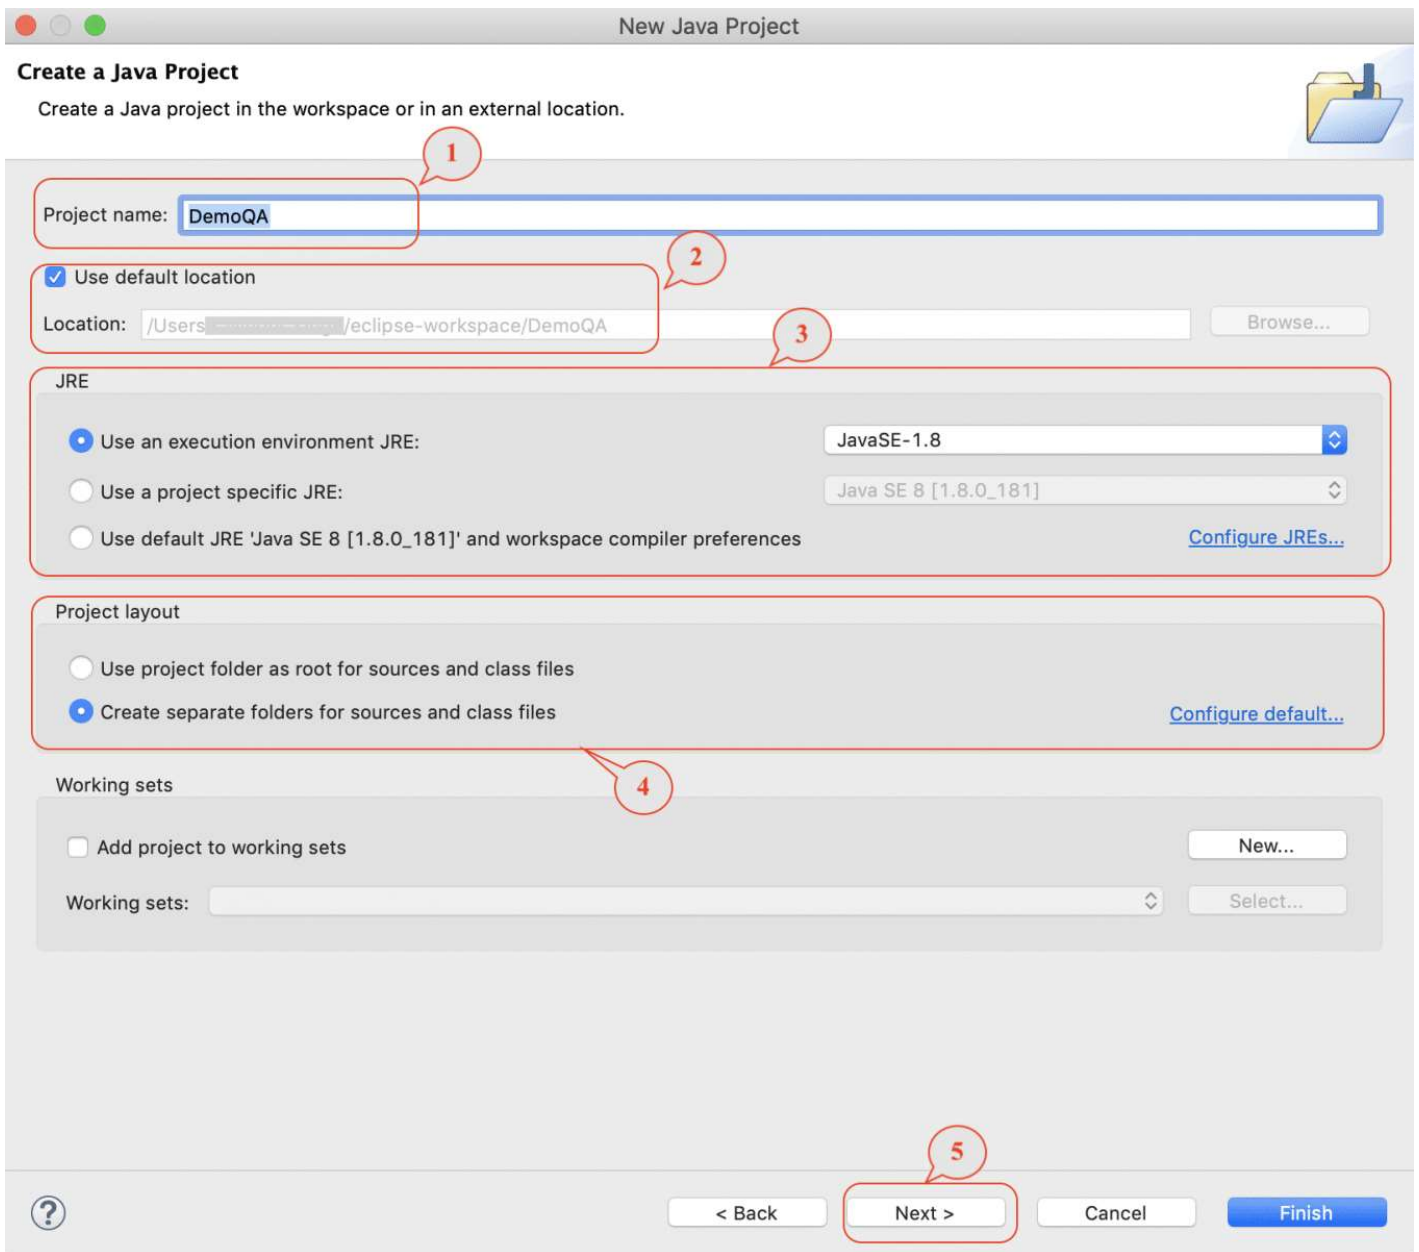 New Java Project
Create a Java Project
Create a Java project in the workspace or in an external location.
1
Project name: DemoQA
2
Use default location
Location: /Users /eclipse-workspace/DemoQA Browse...
3
JRE
Use an execution environment JRE: JavaSE-1.8
Use a project specific JRE: Java SE 8 [1.8.0_181]
Use default JRE 'Java SE 8 [1.8.0_181]' and workspace compiler preferences Configure JREs...
Project layout
Use project folder as root for sources and class files
Create separate folders for sources and class files Configure default...
4
Working sets
Add project to working sets New...
Working sets: Select...
5
? < Back Next > Cancel Finish